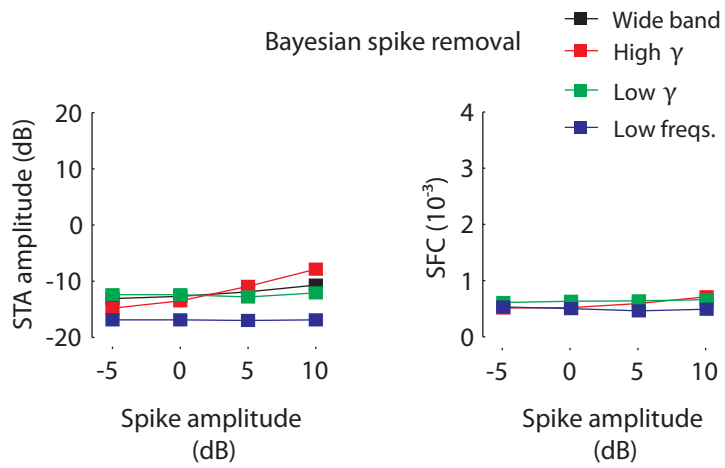 Bayesian spike removal
Wide band
High γ
Low γ
Low freqs.
STA amplitude (dB)
20
10
0
-10
-20
-5
0
5
10
Spike amplitude
(dB)
SFC (10⁻³)
4
3
2
1
0
-5
0
5
10
Spike amplitude
(dB)